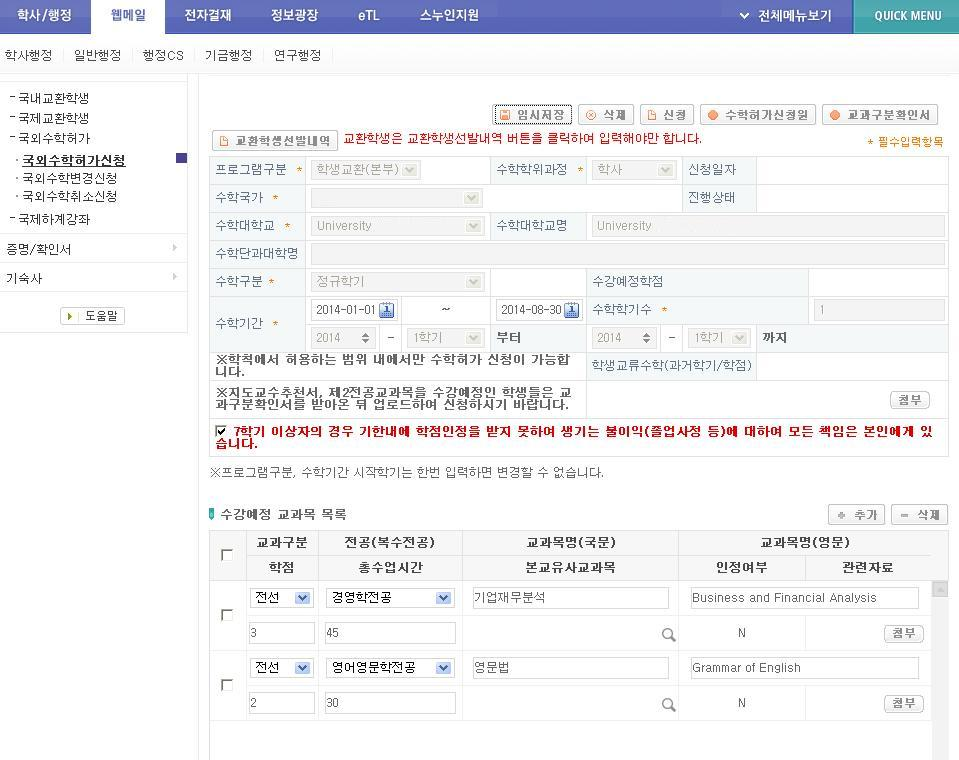 학사/행정 웹메일 전자결재 정보광장 eTL 스누인지원 전체메뉴보기 QUICK MENU
학사행정 일반행정 행정CS 기금행정 연구행정
국내교환학생
국제교환학생
국외수학허가
국외수학허가신청
국외수학변경신청
국외수학취소신청
국제하계강좌
증명/확인서
기숙사
도움말
임시저장 삭제 신청 수학허가신청원 교과구분확인서
교환학생선발내역 교환학생은 교환학생선발내역 버튼을 클릭하여 입력해야만 합니다. * 필수입력항목
프로그램구분 * 학생교환(본부) 수학학위과정 * 학사 신청일자
수학국가 * 진행상태
수학대학교 * University 수학대학교명 University
수학단과대학명
수학구분 * 정규학기 수강예정학점
수학기간 * 2014-01-01 ~ 2014-08-30 수학학기수 * 1
2014 - 1학기 부터 2014 - 1학기 까지
※학칙에서 허용하는 범위 내에서만 수학허가 신청이 가능합
니다.
학생교류수학(과거학기/학점)
※지도교수추천서, 제2전공교과목을 수강예정인 학생들은 교
과구분확인서를 받아온 뒤 업로드하여 신청하시기 바랍니다.
첨부
7학기 이상자의 경우 기한내에 학점인정을 받지 못하여 생기는 불이익(졸업사정 등)에 대하여 모든 책임은 본인에게 있
습니다.
※프로그램구분, 수학기간 시작학기는 한번 입력하면 변경할 수 없습니다.
수강예정 교과목 목록 + 추가 - 삭제
교과구분 전공(복수전공) 교과목명(국문) 교과목명(영문)
학점 총수업시간 본교유사교과목 인정여부 관련자료
전선 경영학전공 기업재무분석 Business and Financial Analysis
3 45 N 첨부
전선 영어영문학전공 영문법 Grammar of English
2 30 N 첨부